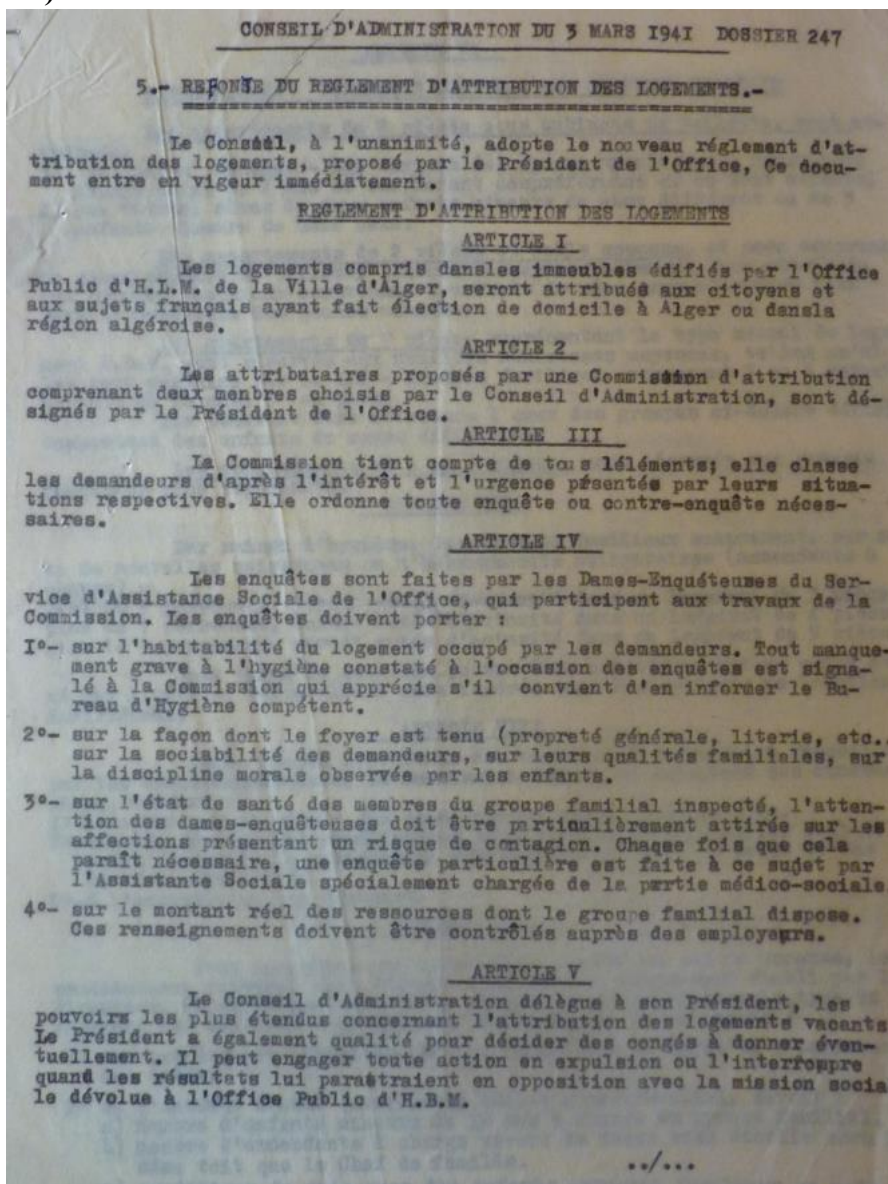 CONSEIL D'ADMINISTRATION DU 3 MARS I94I DOSSIER 247
5.- REFONTE DU REGLEMENT D'ATTRIBUTION DES LOGEMENTS.-
Le Conseil, à l'unanimité, adopte le nouveau réglement d'at-
tribution des logements, proposé par le Président de l'Office, Ce docu-
ment entre en vigeur immédiatement.
REGLEMENT D'ATTRIBUTION DES LOGEMENTS
ARTICLE I
Les logements compris dansles immeubles édifiés par l'Office
Public d'H.L.M. de la Ville d'Alger, seront attribués aux citoyens et
aux sujets français ayant fait élection de domicile à Alger ou dansla
région algéroise.
ARTICLE 2
Les attributaires proposés par une Commission d'attribution
comprenant deux menbres choisis par le Conseil d'Administration, sont dé-
signés par le Président de l'Office.
ARTICLE III
La Commission tient compte de tous léléments; elle classe
les demandeurs d'après l'intérêt et l'urgence présentés par leurs situa-
tions respectives. Elle ordonne toute enquête ou contre-enquête néces-
saires.
ARTICLE IV
Les enquêtes sont faites par les Dames-Enquéteuses du Ser-
vice d'Assistance Sociale de l'Office, qui participent aux travaux de la
Commission. Les enquêtes doivent porter :
I°- sur l'habitabilité du logement occupé par les demandeurs. Tout manque-
ment grave à l'hygiène constaté à l'occasion des enquêtes est signa-
lé à la Commission qui apprécie s'il convient d'en informer le Bu-
reau d'Hygiène compétent.
2°- sur la façon dont le foyer est tenu (propreté générale, literie, etc..
sur la sociabilité des demandeurs, sur leurs qualités familiales, sur
la discipline morale observée par les enfants.
3°- sur l'état de santé des membres du groupe familial inspecté, l'atten-
tion des dames-enquêteuses doit être particulièrement attirée sur les
affections présentant un risque de contagion. Chaque fois que cela
paraît nécessaire, une enquête particulière est faite à ce sujet par
l'Assistante Sociale spécialement chargée de la partie médico-sociale
4°- sur le montant réel des ressources dont le groupe familial dispose.
Ces renseignements doivent être contrôlés auprès des employeurs.
ARTICLE V
Le Conseil d'Administration délègue à son Président, les
pouvoirs les plus étendus concernant l'attribution des logements vacants
Le Président a également qualité pour décider des congés à donner éven-
tuellement. Il peut engager toute action en expulsion ou l'interrompre
quand les résultats lui paraîtraient en opposition avec la mission socia
le dévolue à l'Office Public d'H.B.M.
../...